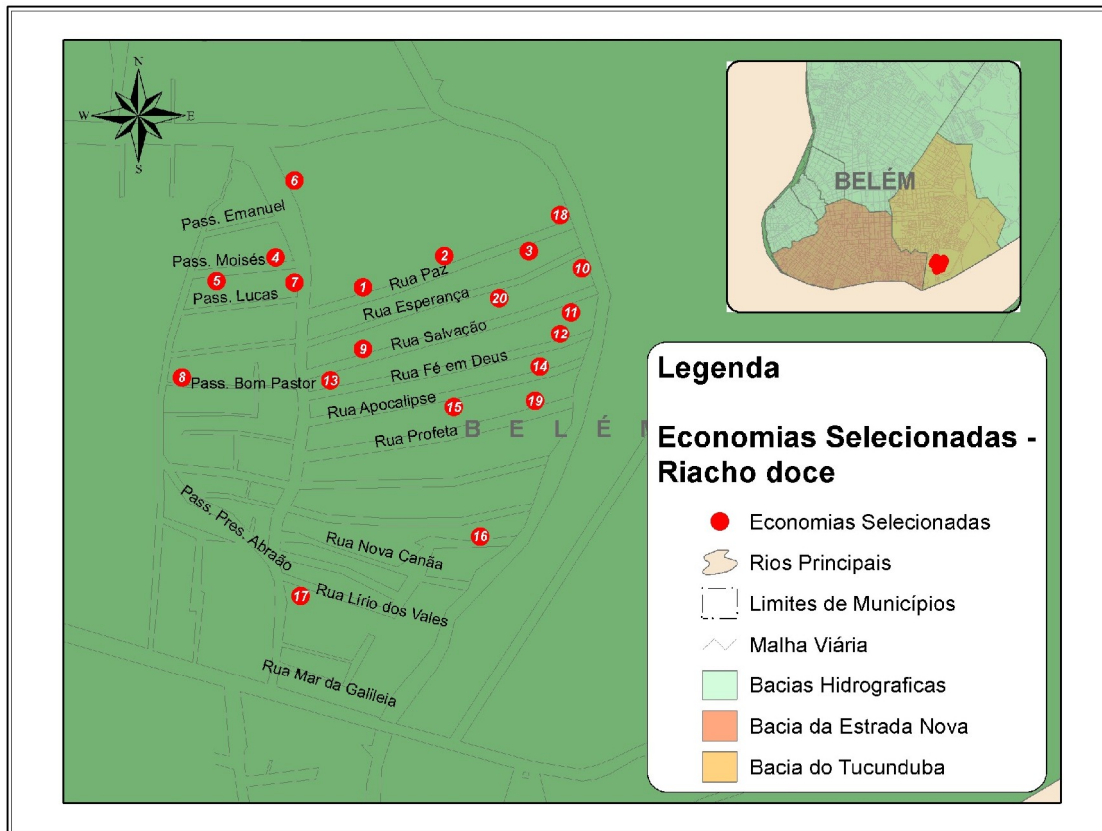 N
W E
S
6
Pass. Emanuel
18
Pass. Moisés
4
2
3
5
7
Pass. Lucas
1
Rua Paz
10
Rua Esperança
20
11
9
Rua Salvação
12
8
Pass. Bom Pastor
13
Rua Fé em Deus
14
Rua Apocalipse
15
19
Rua Profeta
B E L É M
Pass. Pres. Abraão
Rua Nova Canãa
16
17
Rua Lírio dos Vales
Rua Mar da Galileia
BELÉM
Legenda
Economias Selecionadas -
Riacho doce
Economias Selecionadas
Rios Principais
Limites de Municípios
Malha Viária
Bacias Hidrograficas
Bacia da Estrada Nova
Bacia do Tucunduba